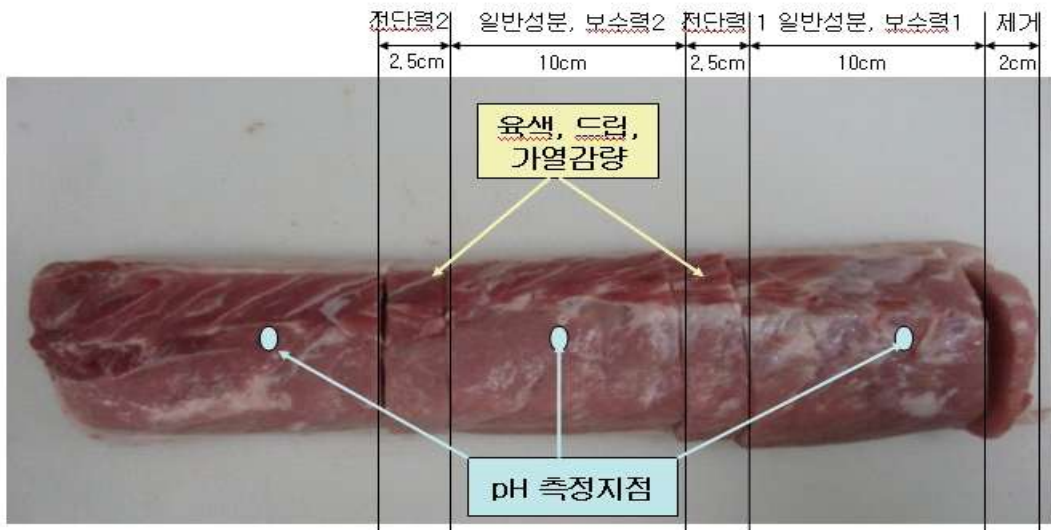 전단력2 일반성분, 보수력2 전단력 1 일반성분, 보수력1 제거
2,5cm 10cm 2,5cm 10cm 2cm
육색, 드립,
가열감량
pH 측정지점